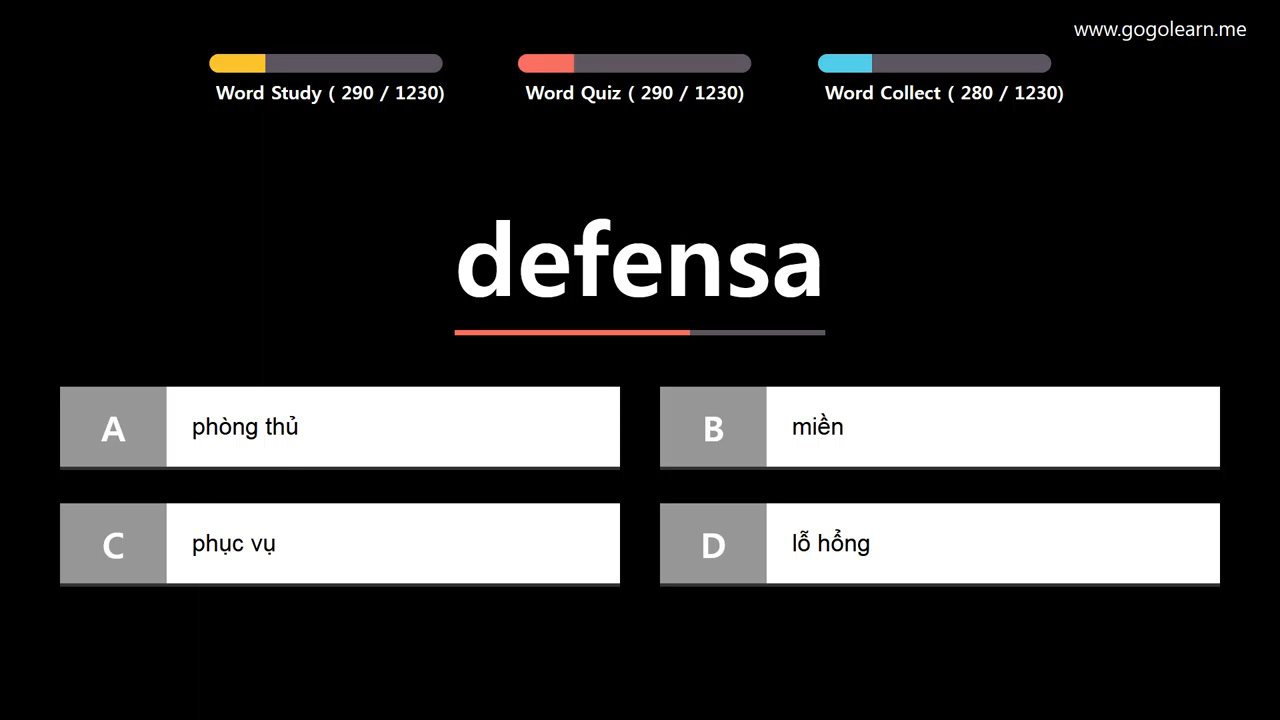 www.gogolearn.me
Word Study ( 290 / 1230)
Word Quiz ( 290 / 1230)
Word Collect ( 280 / 1230)
defensa
A phòng thủ
B miền
C phục vụ
D lỗ hổng